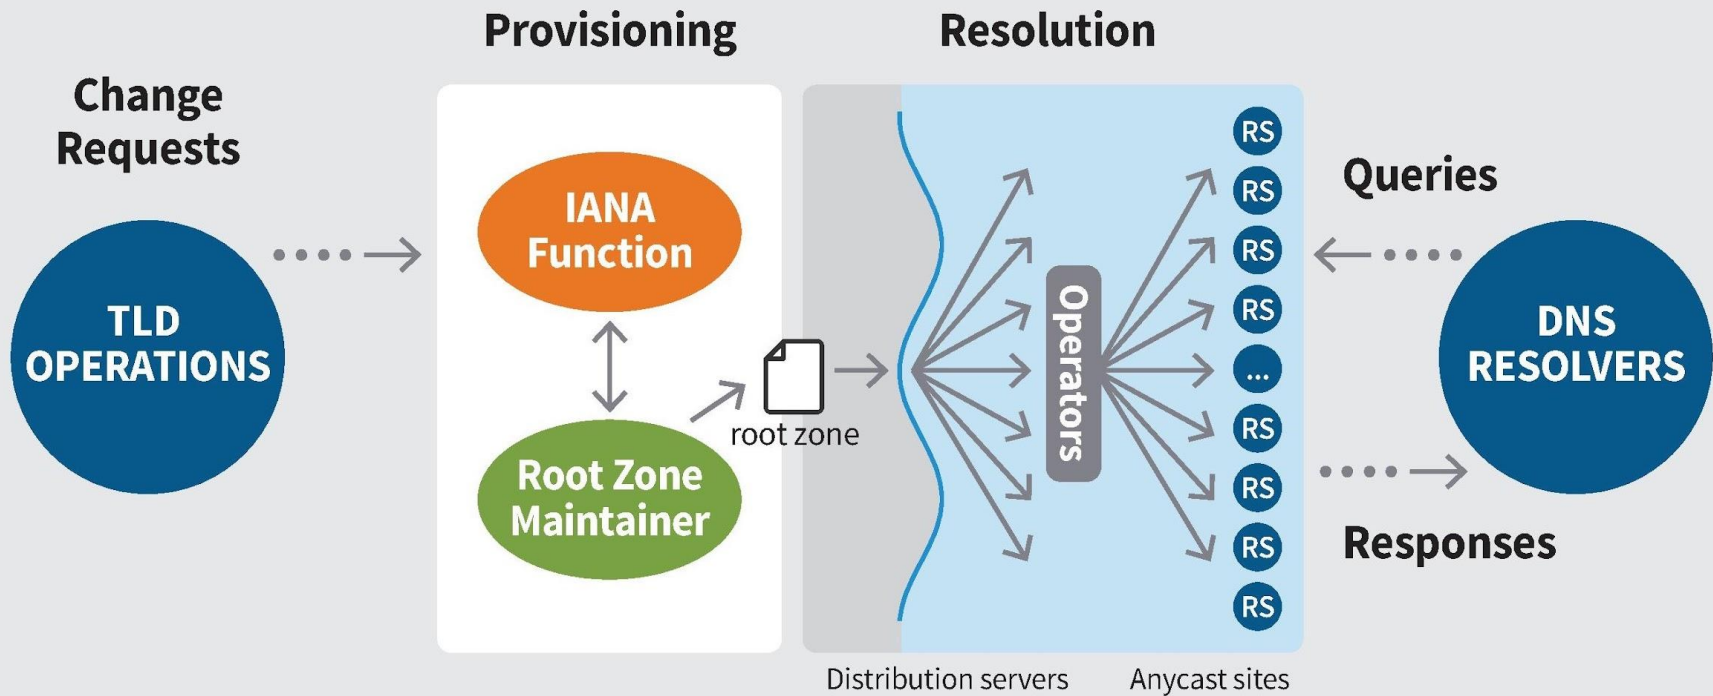 Provisioning
Resolution
Change
Requests
TLD
OPERATIONS
IANA
Function
Root Zone
Maintainer
root zone
Operators
RS
RS
RS
RS
...
RS
RS
RS
RS
Queries
DNS
RESOLVERS
Responses
Distribution servers
Anycast sites